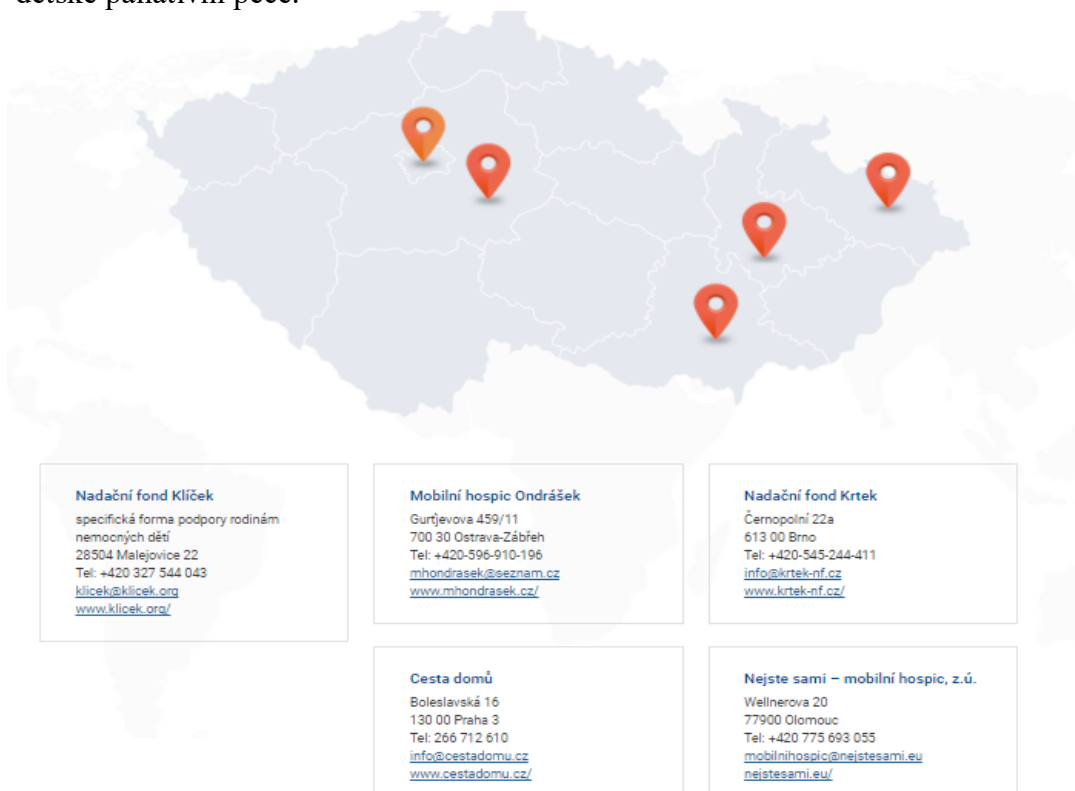 dětské paliativní péče.
Nadační fond Klíček
specifická forma podpory rodinám
nemocných dětí
28504 Malejovice 22
Tel: +420 327 544 043
klicek@klicek.org
www.klicek.org/
Mobilní hospic Ondrášek
Gurťjevova 459/11
700 30 Ostrava-Zábřeh
Tel: +420-596-910-196
mhondrasek@seznam.cz
www.mhondrasek.cz/
Nadační fond Krtek
Černopolní 22a
613 00 Brno
Tel: +420-545-244-411
info@krtek-nf.cz
www.krtek-nf.cz/
Cesta domů
Boleslavská 16
130 00 Praha 3
Tel: 266 712 610
info@cestadomu.cz
www.cestadomu.cz/
Nejste sami – mobilní hospic, z.ú.
Wellnerova 20
77900 Olomouc
Tel: +420 775 693 055
mobilnihospic@nejstesami.eu
nejstesami.eu/